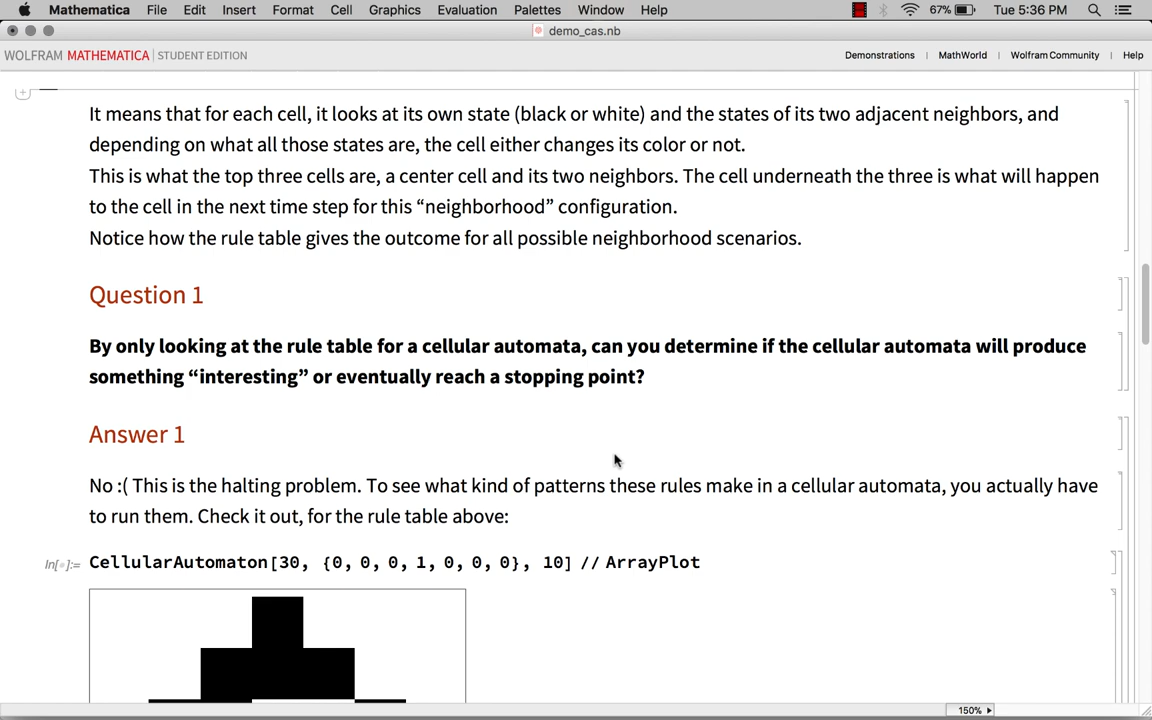 Mathematica File Edit Insert Format Cell Graphics Evaluation Palettes Window Help 67% Tue 5:36 PM
demo_cas.nb
WOLFRAM MATHEMATICA | STUDENT EDITION Demonstrations | MathWorld | Wolfram Community | Help
It means that for each cell, it looks at its own state (black or white) and the states of its two adjacent neighbors, and
depending on what all those states are, the cell either changes its color or not.
This is what the top three cells are, a center cell and its two neighbors. The cell underneath the three is what will happen
to the cell in the next time step for this “neighborhood” configuration.
Notice how the rule table gives the outcome for all possible neighborhood scenarios.
Question 1
By only looking at the rule table for a cellular automata, can you determine if the cellular automata will produce
something “interesting” or eventually reach a stopping point?
Answer 1
No :( This is the halting problem. To see what kind of patterns these rules make in a cellular automata, you actually have
to run them. Check it out, for the rule table above:
In[∘]:= CellularAutomaton[30, {0, 0, 0, 1, 0, 0, 0}, 10] // ArrayPlot
150%